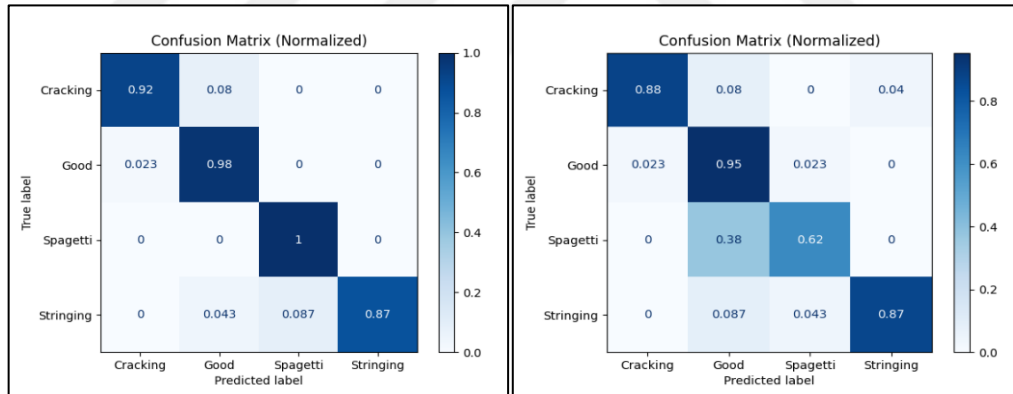 Confusion Matrix (Normalized)
True label
Cracking 0.92 0.08 0 0
Good 0.023 0.98 0 0
Spagetti 0 0 1 0
Stringing 0 0.043 0.087 0.87
Cracking Good Spagetti Stringing
Predicted label
1.0
0.8
0.6
0.4
0.2
0.0
Confusion Matrix (Normalized)
True label
Cracking 0.88 0.08 0 0.04
Good 0.023 0.95 0.023 0
Spagetti 0 0.38 0.62 0
Stringing 0 0.087 0.043 0.87
Cracking Good Spagetti Stringing
Predicted label
0.8
0.6
0.4
0.2
0.0